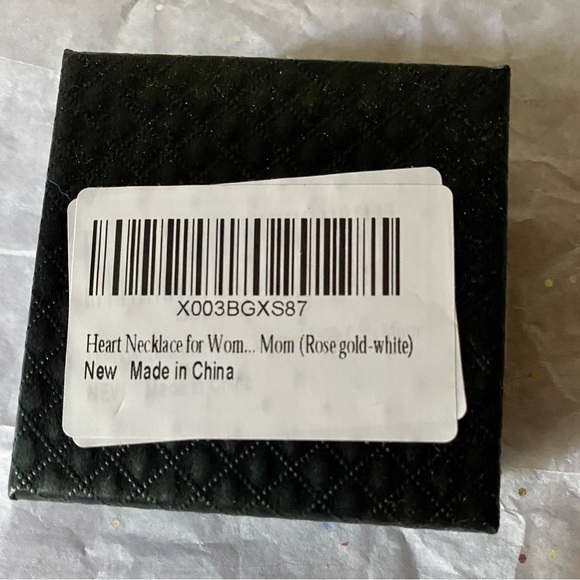 X003BGXS87
Heart Necklace for Wom... Mom (Rose gold-white)
New Made in China